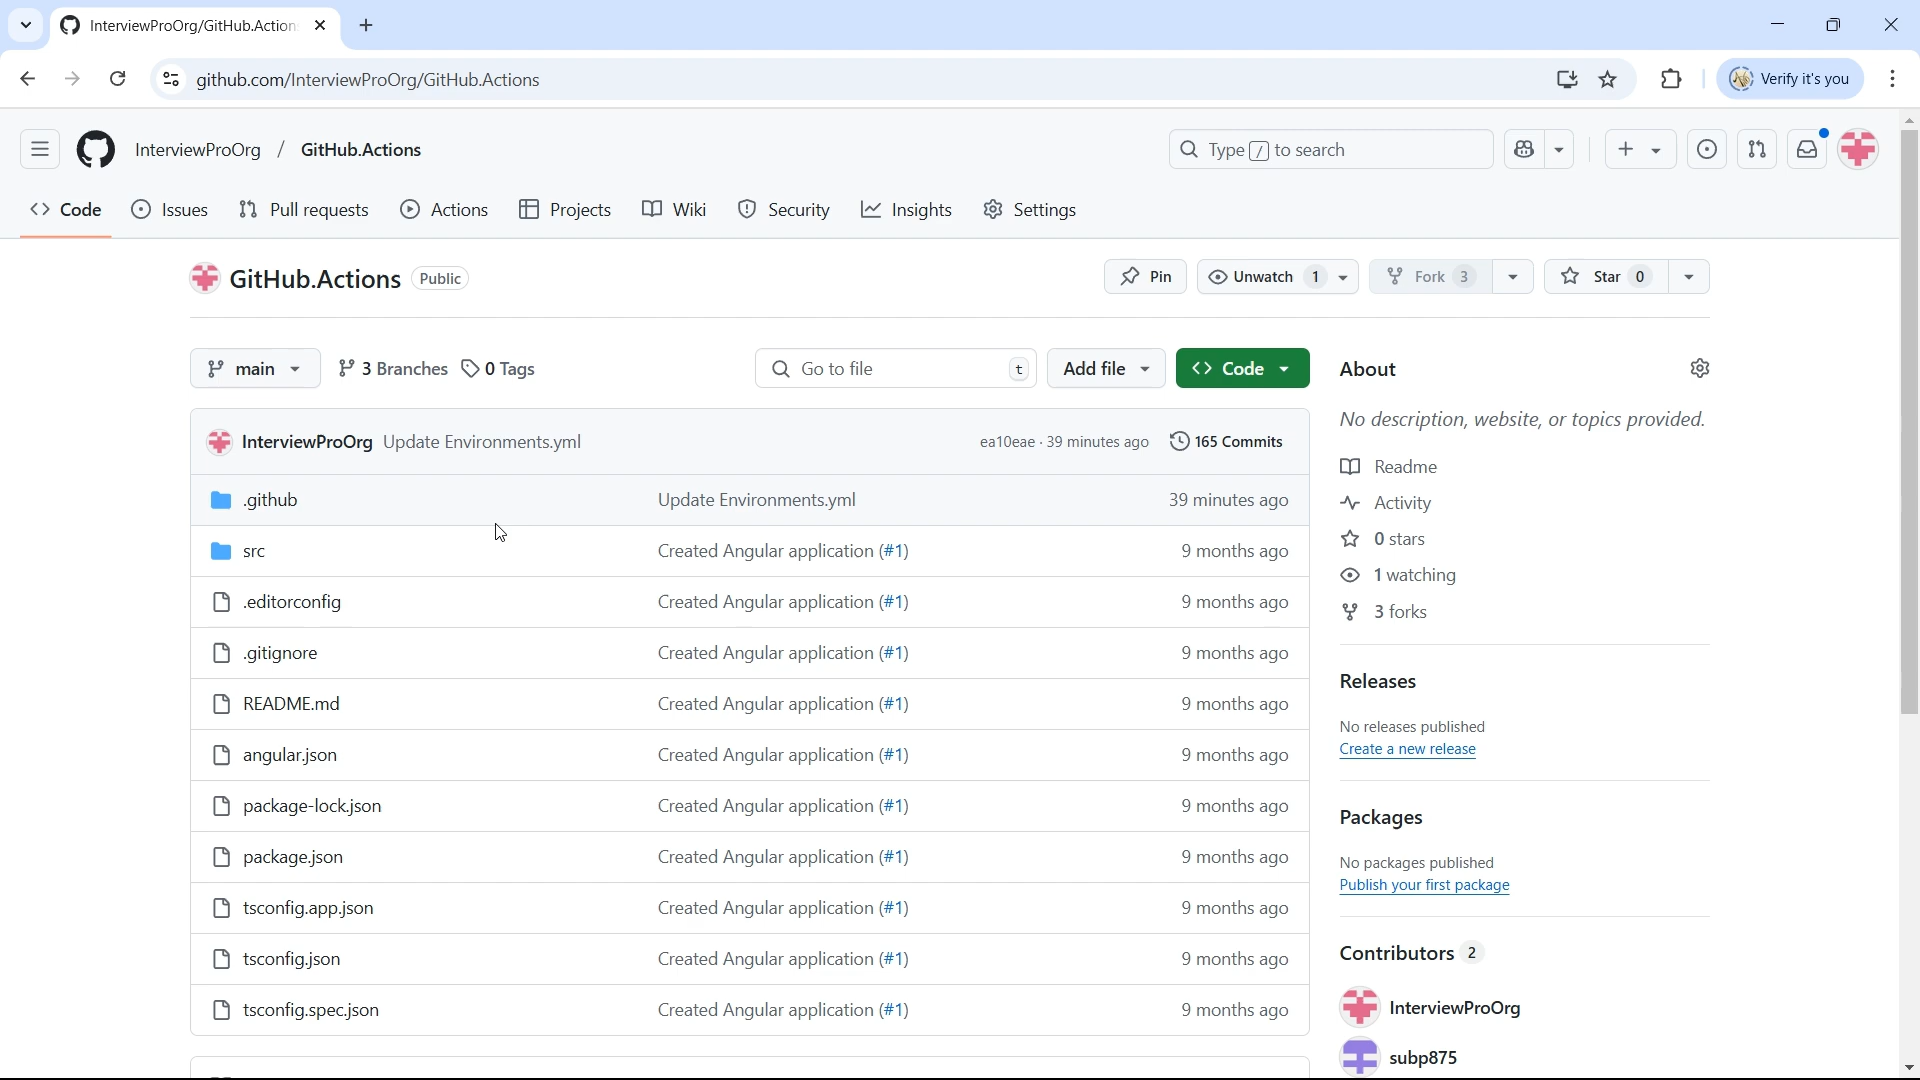 InterviewProOrg/GitHub.Action
github.com/InterviewProOrg/GitHub.Actions
Verify it's you
InterviewProOrg / GitHub.Actions
Type / to search
Code
Issues
Pull requests
Actions
Projects
Wiki
Security
Insights
Settings
GitHub.Actions Public
Pin
Unwatch 1
Fork 3
Star 0
main
3 Branches
0 Tags
Go to file t
Add file
Code
InterviewProOrg Update Environments.yml ea10eae · 39 minutes ago 165 Commits
.github Update Environments.yml 39 minutes ago
src Created Angular application (#1) 9 months ago
.editorconfig Created Angular application (#1) 9 months ago
.gitignore Created Angular application (#1) 9 months ago
README.md Created Angular application (#1) 9 months ago
angular.json Created Angular application (#1) 9 months ago
package-lock.json Created Angular application (#1) 9 months ago
package.json Created Angular application (#1) 9 months ago
tsconfig.app.json Created Angular application (#1) 9 months ago
tsconfig.json Created Angular application (#1) 9 months ago
tsconfig.spec.json Created Angular application (#1) 9 months ago
About
No description, website, or topics provided.
Readme
Activity
0 stars
1 watching
3 forks
Releases
No releases published
Create a new release
Packages
No packages published
Publish your first package
Contributors 2
InterviewProOrg
subp875